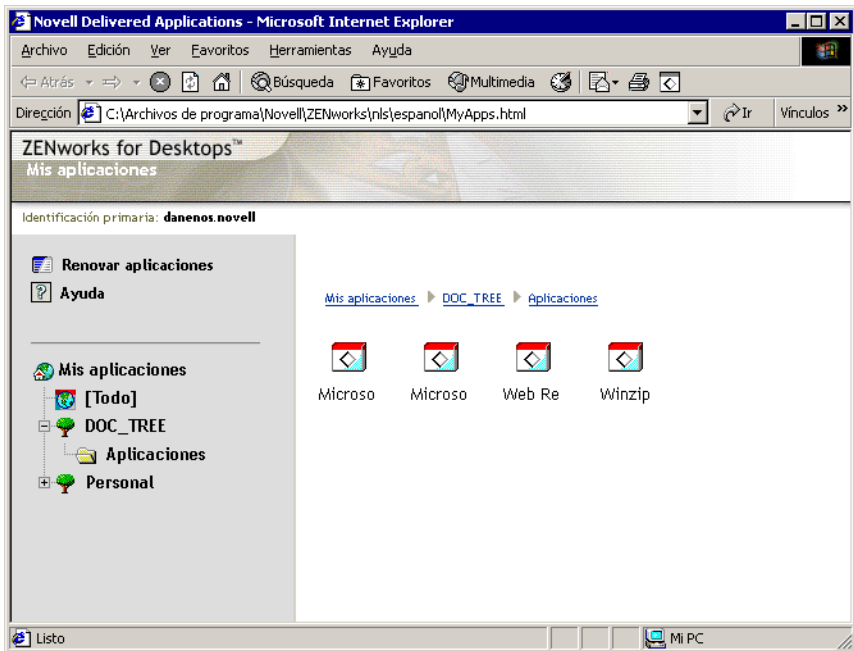 Novell Delivered Applications - Microsoft Internet Explorer
Archivo Edición Ver Favoritos Herramientas Ayuda
Atrás Búsqueda Favoritos Multimedia
Dirección C:\Archivos de programa\Novell\ZENworks\nls\espanol\MyApps.html Ir Vínculos »
ZENworks for Desktops™
Mis aplicaciones
Identificación primaria: danenos.novell
Renovar aplicaciones
Ayuda
Mis aplicaciones DOC_TREE Aplicaciones
Mis aplicaciones
[Todo]
DOC_TREE
Aplicaciones
Personal
Microso Microso Web Re Winzip
Listo Mi PC